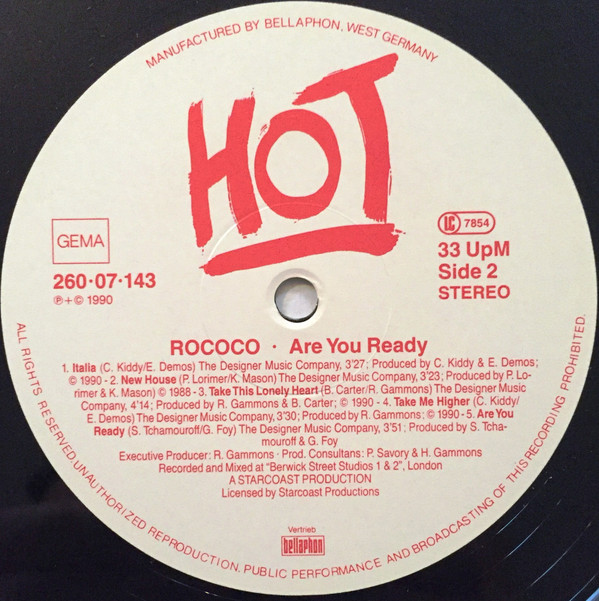 MANUFACTURED BY BELLAPHON, WEST GERMANY
HOT
GEMA
LC 7854
260·07·143
33 UpM
℗+© 1990
Side 2
STEREO
ROCOCO · Are You Ready
1. Italia (C. Kiddy/E. Demos) The Designer Music Company, 3'27; Produced by C. Kiddy & E. Demos;
© 1990 - 2. New House (P. Lorimer/K. Mason) The Designer Music Company, 3'23; Produced by P. Lo-
rimer & K. Mason) © 1988 - 3. Take This Lonely Heart (B. Carter/R. Gammons) The Designer Music
Company, 4'14; Produced by R. Gammons & B. Carter; © 1990 - 4. Take Me Higher (C. Kiddy/
E. Demos) The Designer Music Company, 3'30; Produced by R. Gammons; © 1990 - 5. Are You
Ready (S. Tchamouroff/G. Foy) The Designer Music Company, 3'51; Produced by S. Tcha-
mouroff & G. Foy
Executive Producer: R. Gammons · Prod. Consultans: P. Savory & H. Gammons
Recorded and Mixed at "Berwick Street Studios 1 & 2", London
A STARCOAST PRODUCTION
Licensed by Starcoast Productions
Vertrieb
bellaphon
ALL RIGHTS RESERVED. UNAUTHORIZED REPRODUCTION, PUBLIC PERFORMANCE AND BROADCASTING OF THIS RECORDING PROHIBITED.